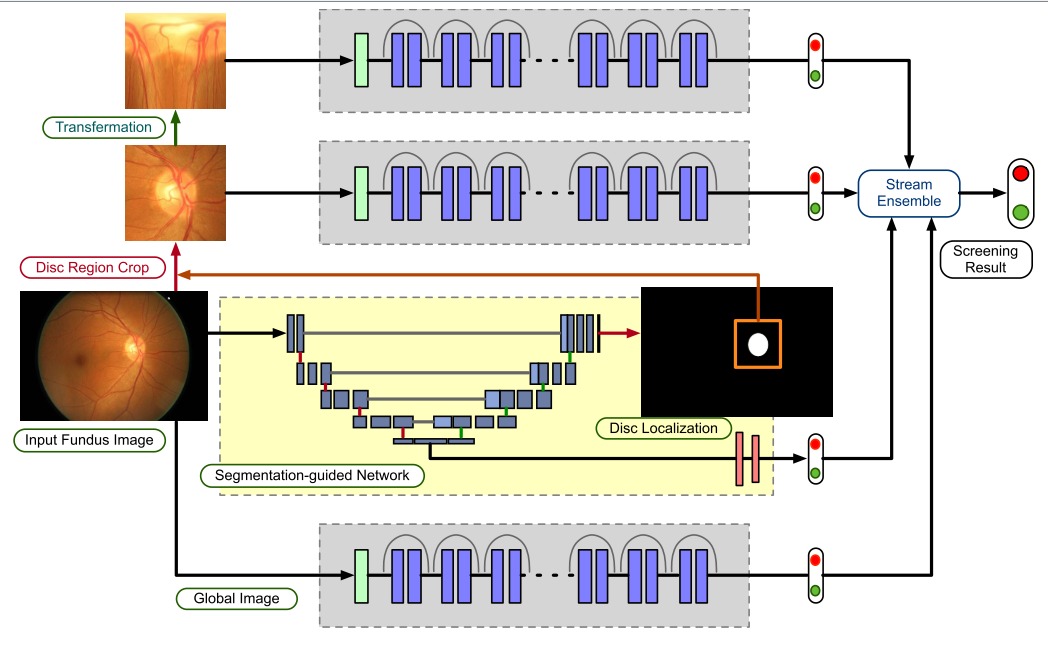 Transfermation
Stream
Ensemble
Disc Region Crop
Screening
Result
Input Fundus Image
Disc Localization
Segmentation-guided Network
Global Image